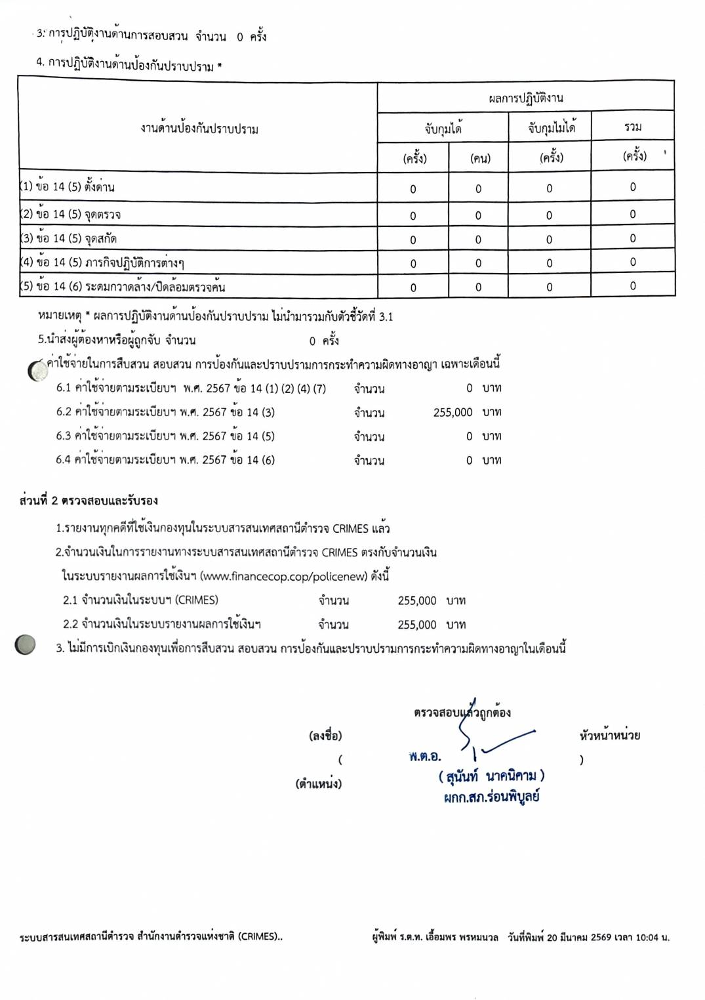 3. การปฏิบัติงานด้านการสอบสวน จำนวน 0 ครั้ง
4. การปฏิบัติงานด้านป้องกันปราบปราม *
งานด้านป้องกันปราบปราม
ผลการปฏิบัติงาน
จับกุมได้ จับกุมไม่ได้ รวม
(ครั้ง) (คน) (ครั้ง) (ครั้ง)
(1) ข้อ 14 (5) ตั้งด่าน 0 0 0 0
(2) ข้อ 14 (5) จุดตรวจ 0 0 0 0
(3) ข้อ 14 (5) จุดสกัด 0 0 0 0
(4) ข้อ 14 (5) ภารกิจปฏิบัติการต่างๆ 0 0 0 0
(5) ข้อ 14 (6) ระดมกวาดล้าง/ปิดล้อมตรวจค้น 0 0 0 0
หมายเหตุ * ผลการปฏิบัติงานด้านป้องกันปราบปราม ไม่นำมารวมกับตัวชี้วัดที่ 3.1
5.นำส่งผู้ต้องหาหรือผู้ถูกจับ จำนวน 0 ครั้ง
ค่าใช้จ่ายในการสืบสวน สอบสวน การป้องกันและปราบปรามการกระทำความผิดทางอาญา เฉพาะเดือนนี้
6.1 ค่าใช้จ่ายตามระเบียบฯ พ.ศ. 2567 ข้อ 14 (1) (2) (4) (7) จำนวน 0 บาท
6.2 ค่าใช้จ่ายตามระเบียบฯ พ.ศ. 2567 ข้อ 14 (3) จำนวน 255,000 บาท
6.3 ค่าใช้จ่ายตามระเบียบฯ พ.ศ. 2567 ข้อ 14 (5) จำนวน 0 บาท
6.4 ค่าใช้จ่ายตามระเบียบฯ พ.ศ. 2567 ข้อ 14 (6) จำนวน 0 บาท
ส่วนที่ 2 ตรวจสอบและรับรอง
1.รายงานทุกคดีที่ใช้เงินกองทุนในระบบสารสนเทศสถานีตำรวจ CRIMES แล้ว
2.จำนวนเงินในการรายงานทางระบบสารสนเทศสถานีตำรวจ CRIMES ตรงกับจำนวนเงิน
ในระบบรายงานผลการใช้เงินฯ (www.financecop.cop/policenew) ดังนี้
2.1 จำนวนเงินในระบบฯ (CRIMES) จำนวน 255,000 บาท
2.2 จำนวนเงินในระบบรายงานผลการใช้เงินฯ จำนวน 255,000 บาท
3. ไม่มีการเบิกเงินกองทุนเพื่อการสืบสวน สอบสวน การป้องกันและปราบปรามการกระทำความผิดทางอาญาในเดือนนี้
ตรวจสอบแล้วถูกต้อง
(ลงชื่อ) หัวหน้าหน่วย
( พ.ต.อ. )
( สุนันท์ นาคนิคาม )
(ตำแหน่ง)
ผกก.สภ.ร่อนพิบูลย์
ระบบสารสนเทศสถานีตำรวจ สำนักงานตำรวจแห่งชาติ (CRIMES).. ผู้พิมพ์ ร.ต.ท. เอื้อมพร พรหมนวล วันที่พิมพ์ 20 มีนาคม 2569 เวลา 10:04 น.